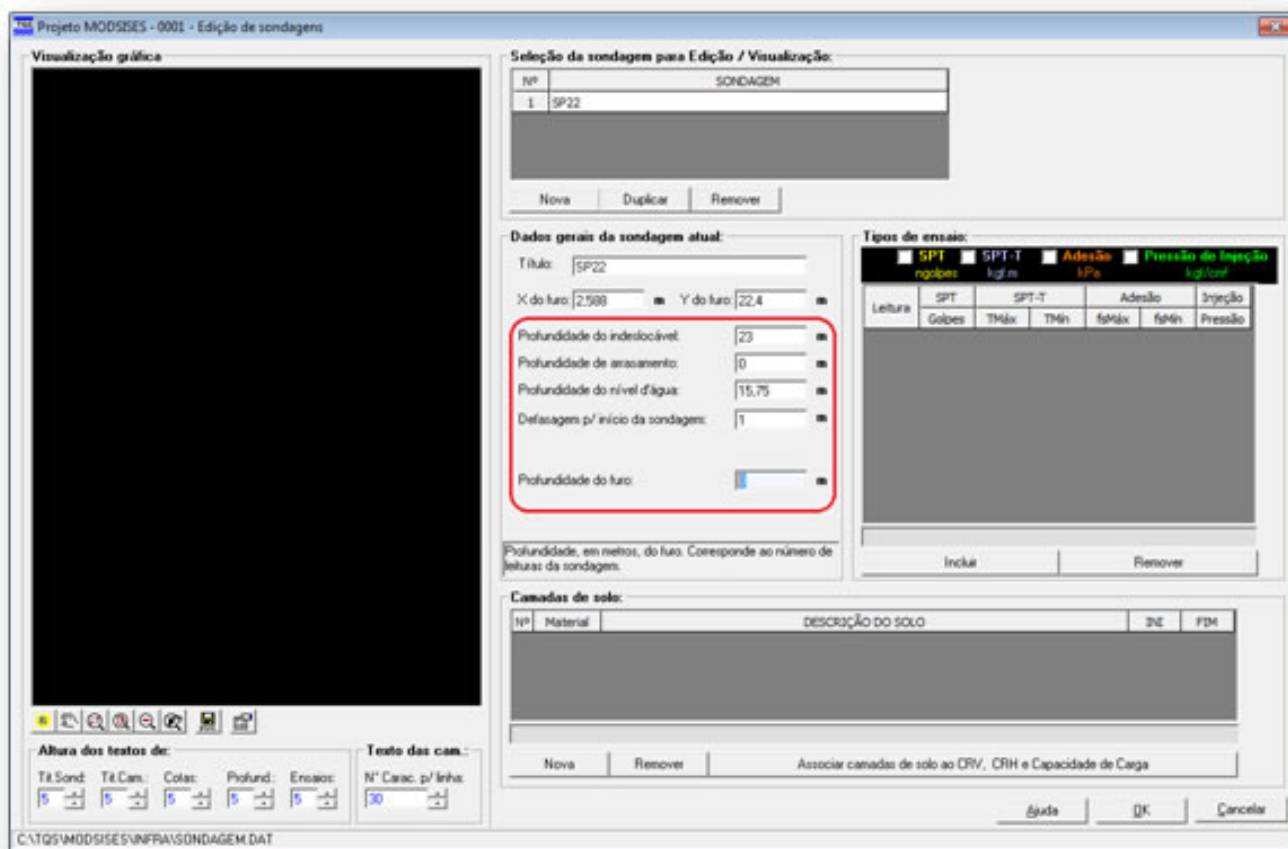 TQS Projeto MODSISES - 0001 - Edição de sondagens
Visualização gráfica
Seleção da sondagem para Edição / Visualização:
Nº SONDAGEM
1 SP22
Nova Duplicar Remover
Dados gerais da sondagem atual:
Título: SP22
X do furo: 2,588 m Y do furo: 22,4 m
Profundidade do indeslocável: 23 m
Profundidade de arrasamento: 0 m
Profundidade do nível d'água: 15,75 m
Defasagem p/ início da sondagem: 1 m
Profundidade do furo: m
Profundidade, em metros, do furo. Corresponde ao número de
leituras da sondagem.
Tipos de ensaio:
SPT SPT-T Adesão Pressão de Injeção
ngolpes kgf.m kPa kgf/cm²
Leitura SPT SPT-T Adesão Injeção
Golpes TMáx TMín fsMáx fsMín Pressão
Incluir Remover
Camadas de solo:
Nº Material DESCRIÇÃO DO SOLO INI FIM
Nova Remover Associar camadas de solo ao CRV, CRH e Capacidade de Carga
Altura dos textos de:
Tit.Sond: Tit.Cam.: Cotas: Profund.: Ensaios:
5 5 5 5 5
Texto das cam.:
N° Carac. p/ linha:
30
Ajuda OK Cancelar
C:\TQS\MODSISES\INFRA\SONDAGEM.DAT